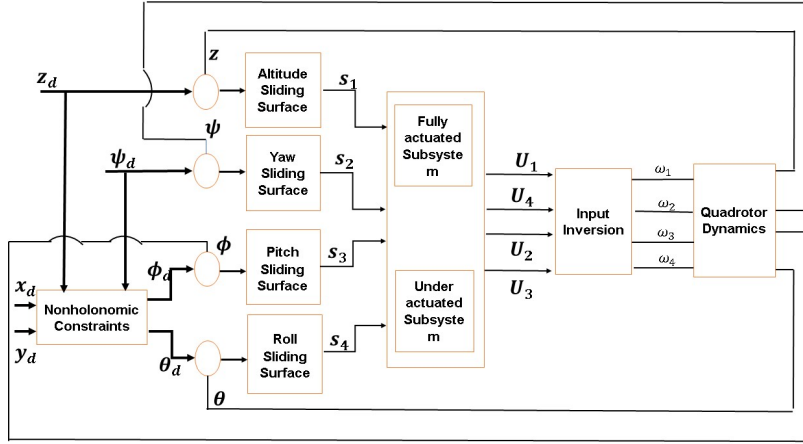 z
z_d
Altitude
Sliding
Surface
s_1
ψ
ψ_d
Yaw
Sliding
Surface
s_2
ϕ
ϕ_d
Pitch
Sliding
Surface
s_3
x_d
y_d
Nonholonomic
Constraints
θ_d
θ
Roll
Sliding
Surface
s_4
Fully
actuated
Subsyste
m
Under
actuated
Subsyste
m
U_1
U_4
U_2
U_3
Input
Inversion
ω_1
ω_2
ω_3
ω_4
Quadrotor
Dynamics